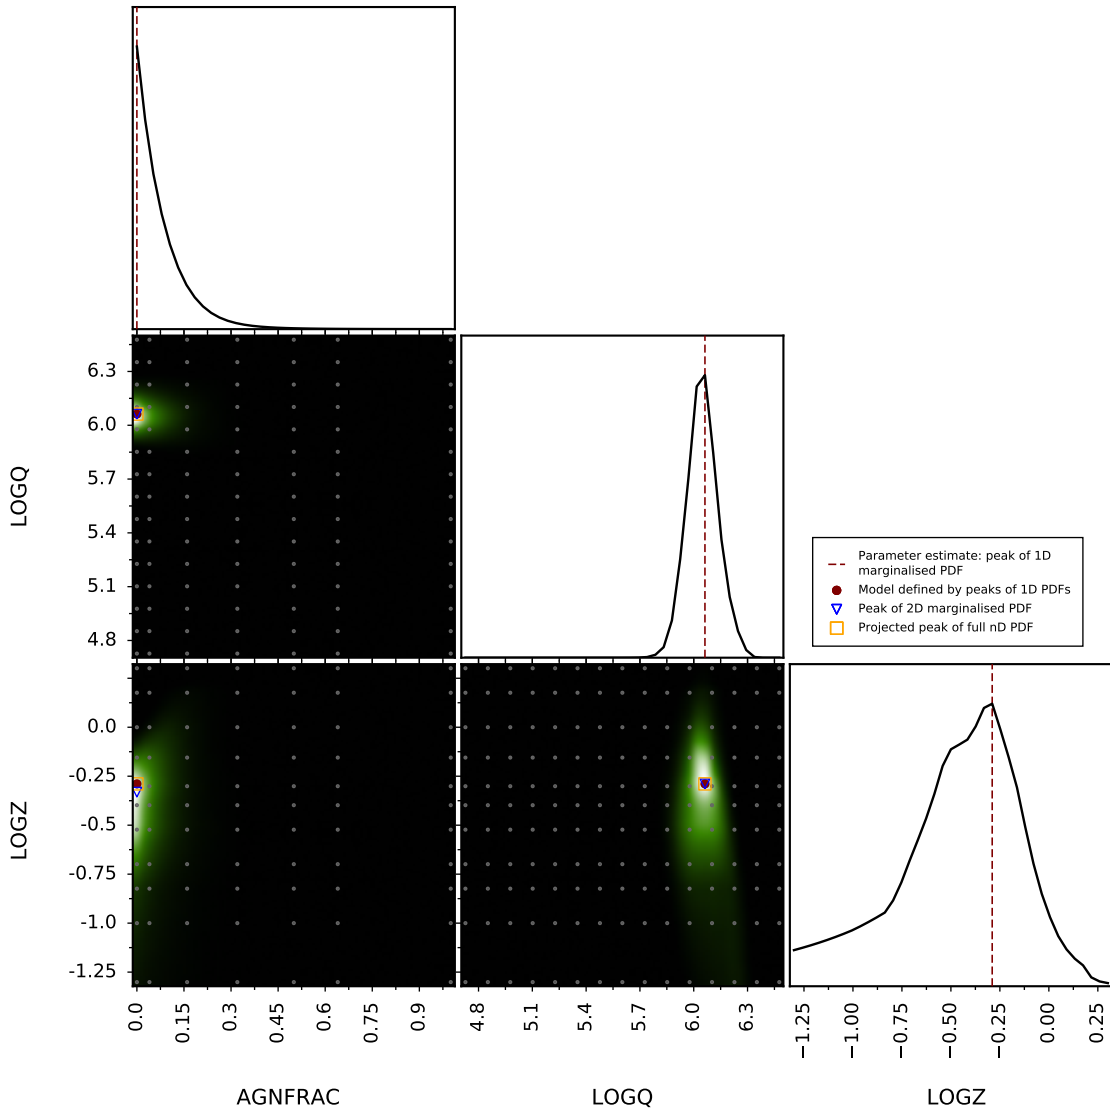 6.3
6.0
5.7
5.4
5.1
4.8
LOGQ
Parameter estimate: peak of 1D
marginalised PDF
Model defined by peaks of 1D PDFs
Peak of 2D marginalised PDF
Projected peak of full nD PDF
0.0
-0.25
-0.5
-0.75
-1.0
-1.25
LOGZ
0.0 0.15 0.3 0.45 0.6 0.75 0.9
4.8 5.1 5.4 5.7 6.0 6.3
−1.25 −1.00 −0.75 −0.50 −0.25 0.00 0.25
AGNFRAC LOGQ LOGZ